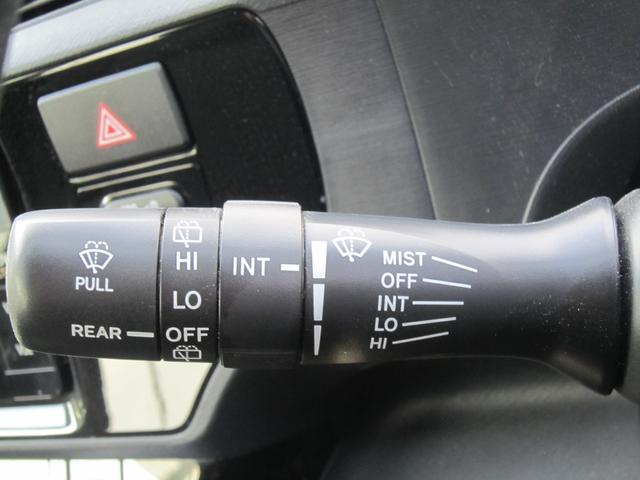 PULL
REAR
HI
LO
OFF
INT
MIST
OFF
INT
LO
HI